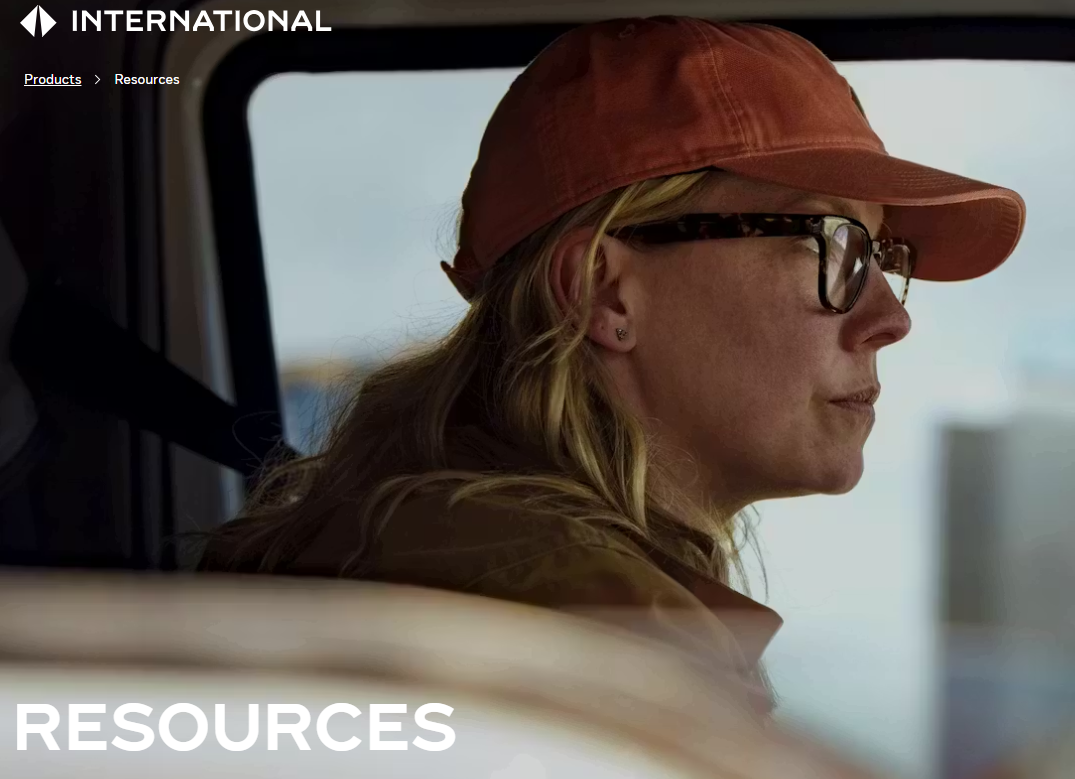 INTERNATIONAL
Products > Resources
RESOURCES